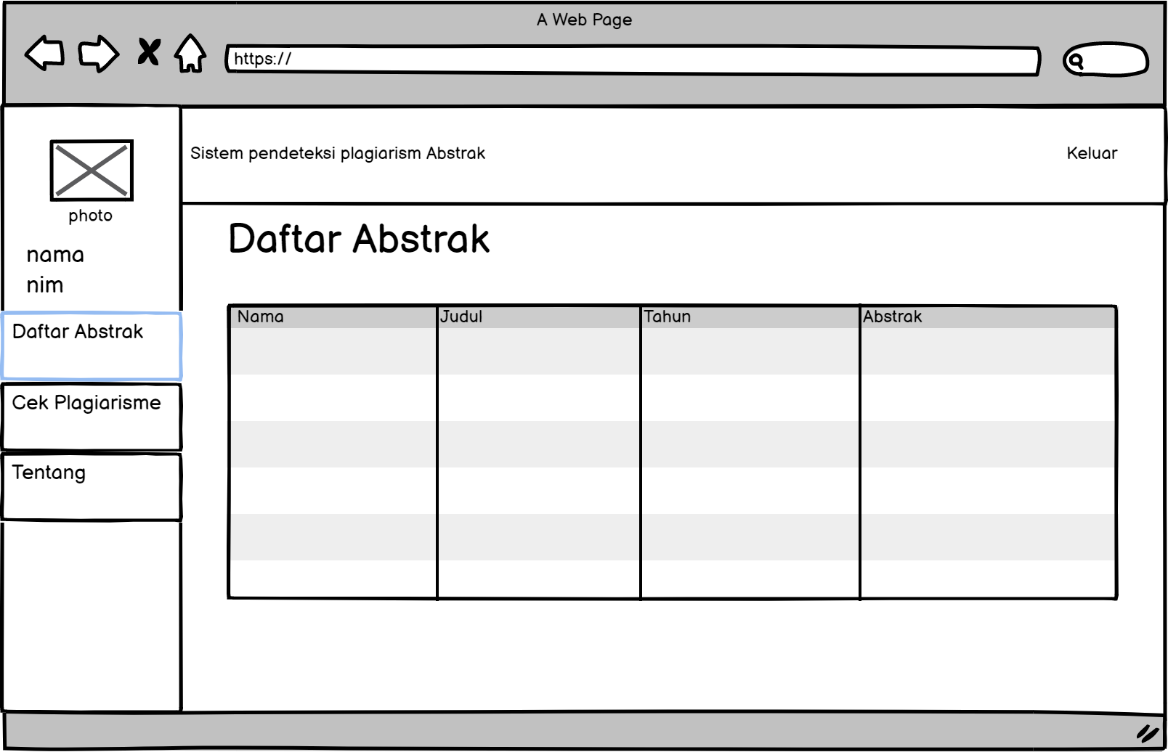 A Web Page
https://
Sistem pendeteksi plagiarism Abstrak
Keluar
photo
nama
nim
Daftar Abstrak
Cek Plagiarisme
Tentang
Daftar Abstrak
Nama Judul Tahun Abstrak